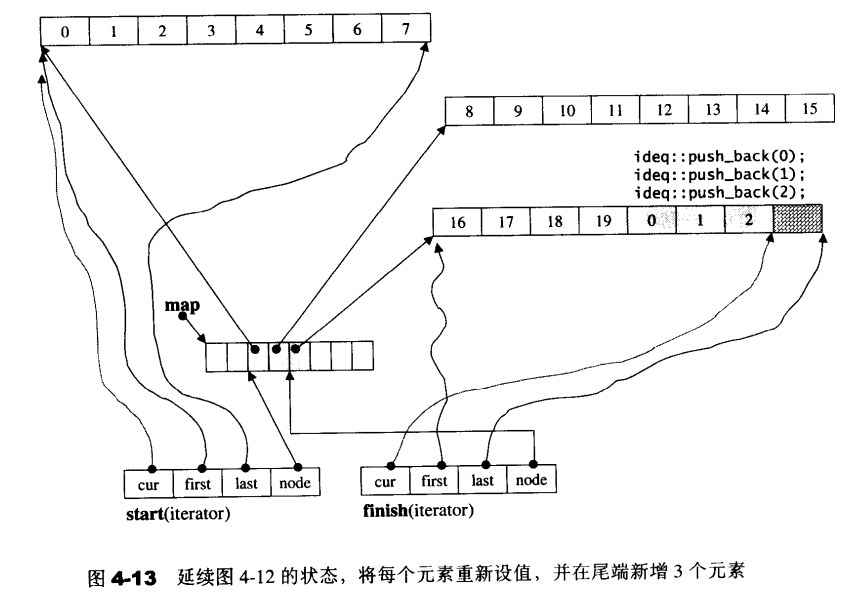 0 1 2 3 4 5 6 7
8 9 10 11 12 13 14 15
ideq::push_back(0);
ideq::push_back(1);
ideq::push_back(2);
16 17 18 19 0 1 2
map
cur first last node
start(iterator)
cur first last node
finish(iterator)
图 4-13 延续图 4-12 的状态，将每个元素重新设值，并在尾端新增 3 个元素